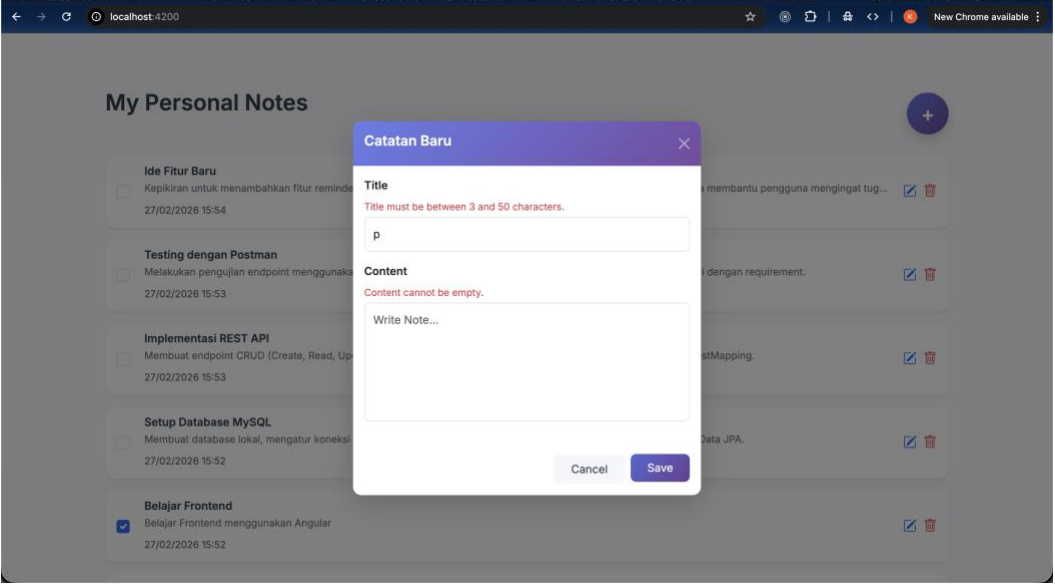 localhost:4200
New Chrome available
K
My Personal Notes
+
Catatan Baru
Title
Title must be between 3 and 50 characters.
p
Content
Content cannot be empty.
Write Note...
Cancel
Save
Ide Fitur Baru
Kepikiran untuk menambahkan fitur reminde
membantu pengguna mengingat tug...
27/02/2026 15:54
Testing dengan Postman
Melakukan pengujian endpoint menggunaka
i dengan requirement.
27/02/2026 15:53
Implementasi REST API
Membuat endpoint CRUD (Create, Read, Up
stMapping.
27/02/2026 15:53
Setup Database MySQL
Membuat database lokal, mengatur koneksi
Data JPA.
27/02/2026 15:52
Belajar Frontend
Belajar Frontend menggunakan Angular
27/02/2026 15:52